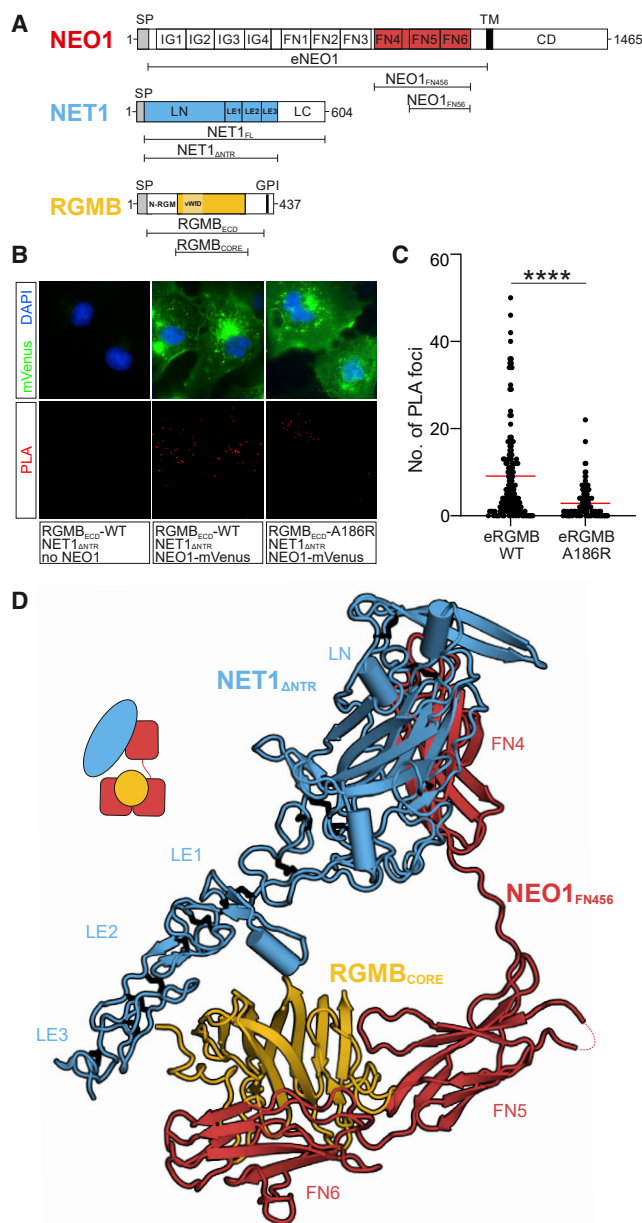 A
SP TM
NEO1 1 IG1 IG2 IG3 IG4 FN1 FN2 FN3 FN4 FN5 FN6 CD 1465
eNEO1
NEO1FN456
NEO1FN56
SP
NET1 1 LN LE1 LE2 LE3 LC 604
NET1FL
NET1ΔNTR
SP GPI
RGMB 1 N-RGM vWfD 437
RGMBECD
RGMBCORE
B
mVenus DAPI
PLA
RGMBECD-WT
NET1ΔNTR
no NEO1
RGMBECD-WT
NET1ΔNTR
NEO1-mVenus
RGMBECD-A186R
NET1ΔNTR
NEO1-mVenus
C
No. of PLA foci
60
40
20
0
****
eRGMB
WT
eRGMB
A186R
D
LN
NET1ΔNTR
FN4
LE1
NEO1FN456
LE2
RGMBCORE
LE3
FN5
FN6